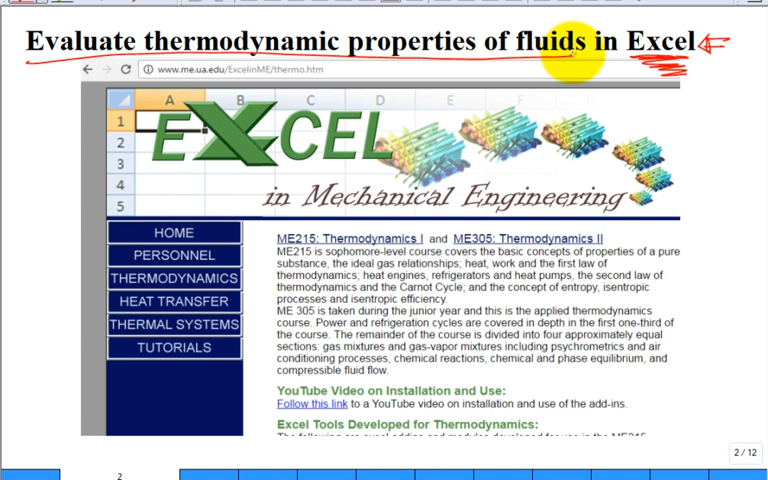 Evaluate thermodynamic properties of fluids in Excel
www.me.ua.edu/ExcelinME/thermo.htm
A B C D E F G
1
2
3
4
5
EXCEL
in Mechanical Engineering
HOME
PERSONNEL
THERMODYNAMICS
HEAT TRANSFER
THERMAL SYSTEMS
TUTORIALS
ME215: Thermodynamics I and ME305: Thermodynamics II
ME215 is sophomore-level course covers the basic concepts of properties of a pure
substance, the ideal gas relationships; heat, work and the first law of
thermodynamics; heat engines, refrigerators and heat pumps, the second law of
thermodynamics and the Carnot Cycle; and the concept of entropy, isentropic
processes and isentropic efficiency.
ME 305 is taken during the junior year and this is the applied thermodynamics
course. Power and refrigeration cycles are covered in depth in the first one-third of
the course. The remainder of the course is divided into four approximately equal
sections: gas mixtures and gas-vapor mixtures including psychrometrics and air
conditioning processes, chemical reactions, chemical and phase equilibrium, and
compressible fluid flow.
YouTube Video on Installation and Use:
Follow this link to a YouTube video on installation and use of the add-ins.
Excel Tools Developed for Thermodynamics:
2 / 12
2